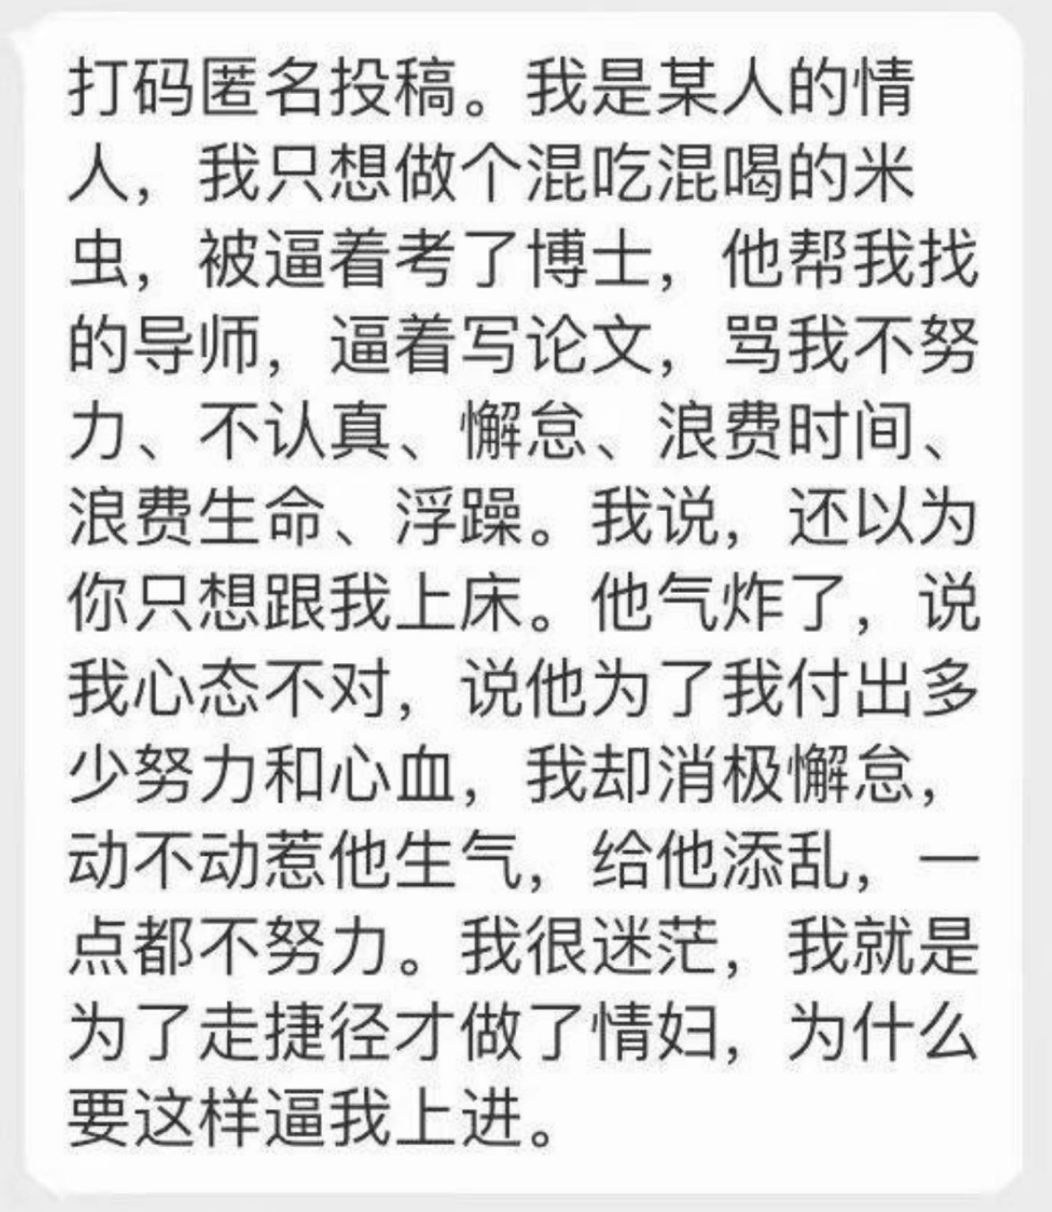 打码匿名投稿。我是某人的情
人，我只想做个混吃混喝的米
虫，被逼着考了博士，他帮我找
的导师，逼着写论文，骂我不努
力、不认真、懈怠、浪费时间、
浪费生命、浮躁。我说，还以为
你只想跟我上床。他气炸了，说
我心态不对，说他为了我付出多
少努力和心血，我却消极懈怠，
动不动惹他生气，给他添乱，一
点都不努力。我很迷茫，我就是
为了走捷径才做了情妇，为什么
要这样逼我上进。